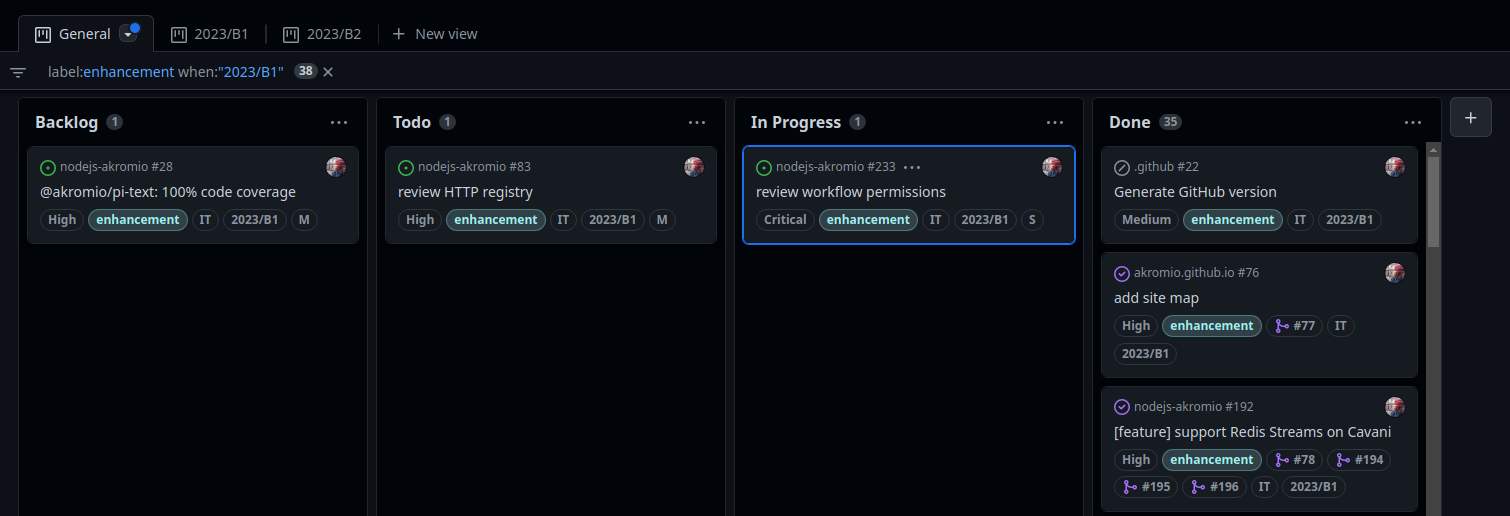 General
2023/B1
2023/B2
+ New view
label:enhancement when:"2023/B1" 38
Backlog 1
nodejs-akromio #28
@akromio/pi-text: 100% code coverage
High enhancement IT 2023/B1 M
Todo 1
nodejs-akromio #83
review HTTP registry
High enhancement IT 2023/B1 M
In Progress 1
nodejs-akromio #233
review workflow permissions
Critical enhancement IT 2023/B1 S
Done 35
.github #22
Generate GitHub version
Medium enhancement IT 2023/B1
akromio.github.io #76
add site map
High enhancement #77 IT
2023/B1
nodejs-akromio #192
[feature] support Redis Streams on Cavani
High enhancement #78 #194
#195 #196 IT 2023/B1